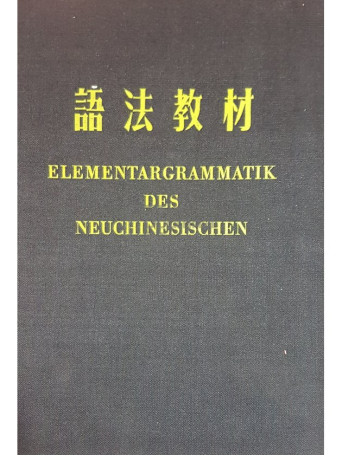 語法教材
ELEMENTARGRAMMATIK
DES
NEUCHINESISCHEN